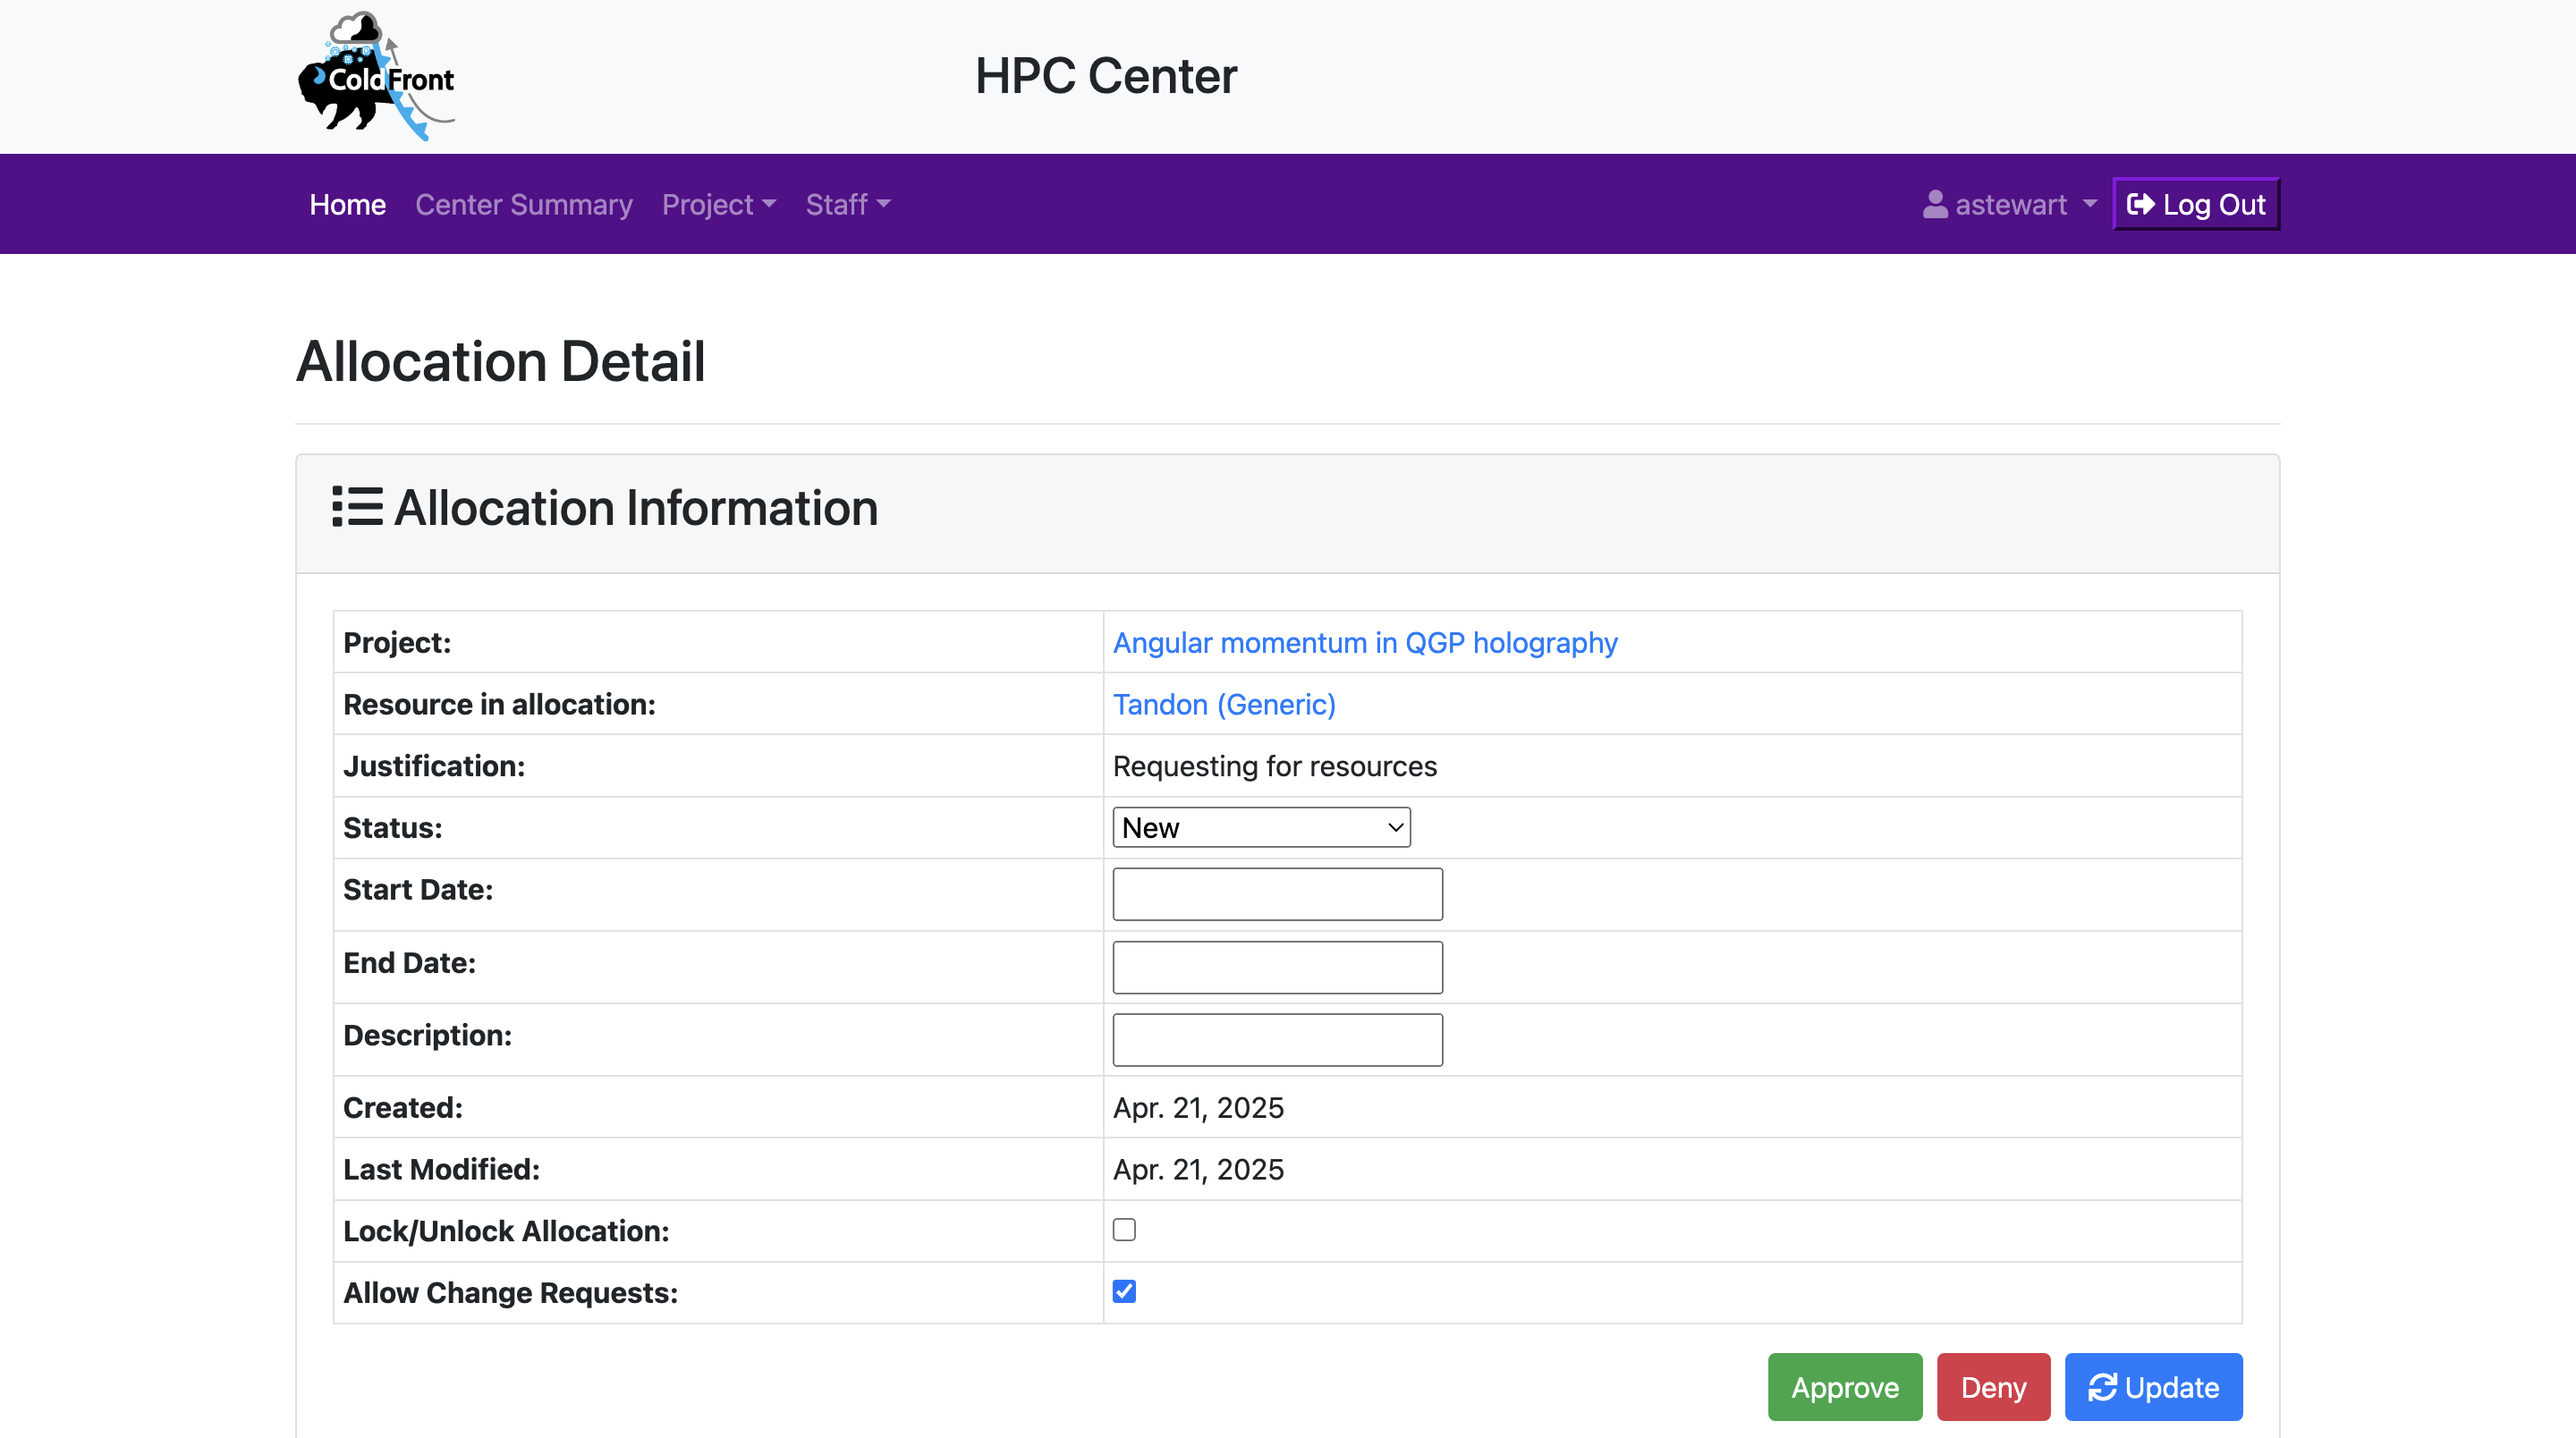 ColdFront
HPC Center
Home Center Summary Project Staff astewart Log Out
Allocation Detail
Allocation Information
Project: Angular momentum in QGP holography
Resource in allocation: Tandon (Generic)
Justification: Requesting for resources
Status: New
Start Date:
End Date:
Description:
Created: Apr. 21, 2025
Last Modified: Apr. 21, 2025
Lock/Unlock Allocation:
Allow Change Requests:
Approve Deny Update